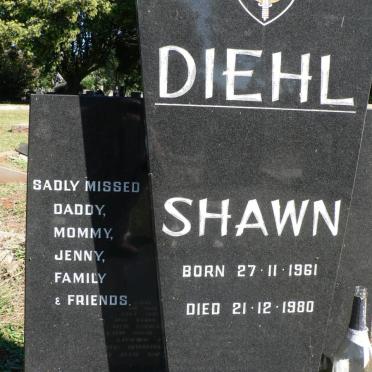 DIEHL
SHAWN
BORN 27·11·1961
DIED 21·12·1980
SADLY MISSED
DADDY,
MOMMY,
JENNY,
FAMILY
& FRIENDS